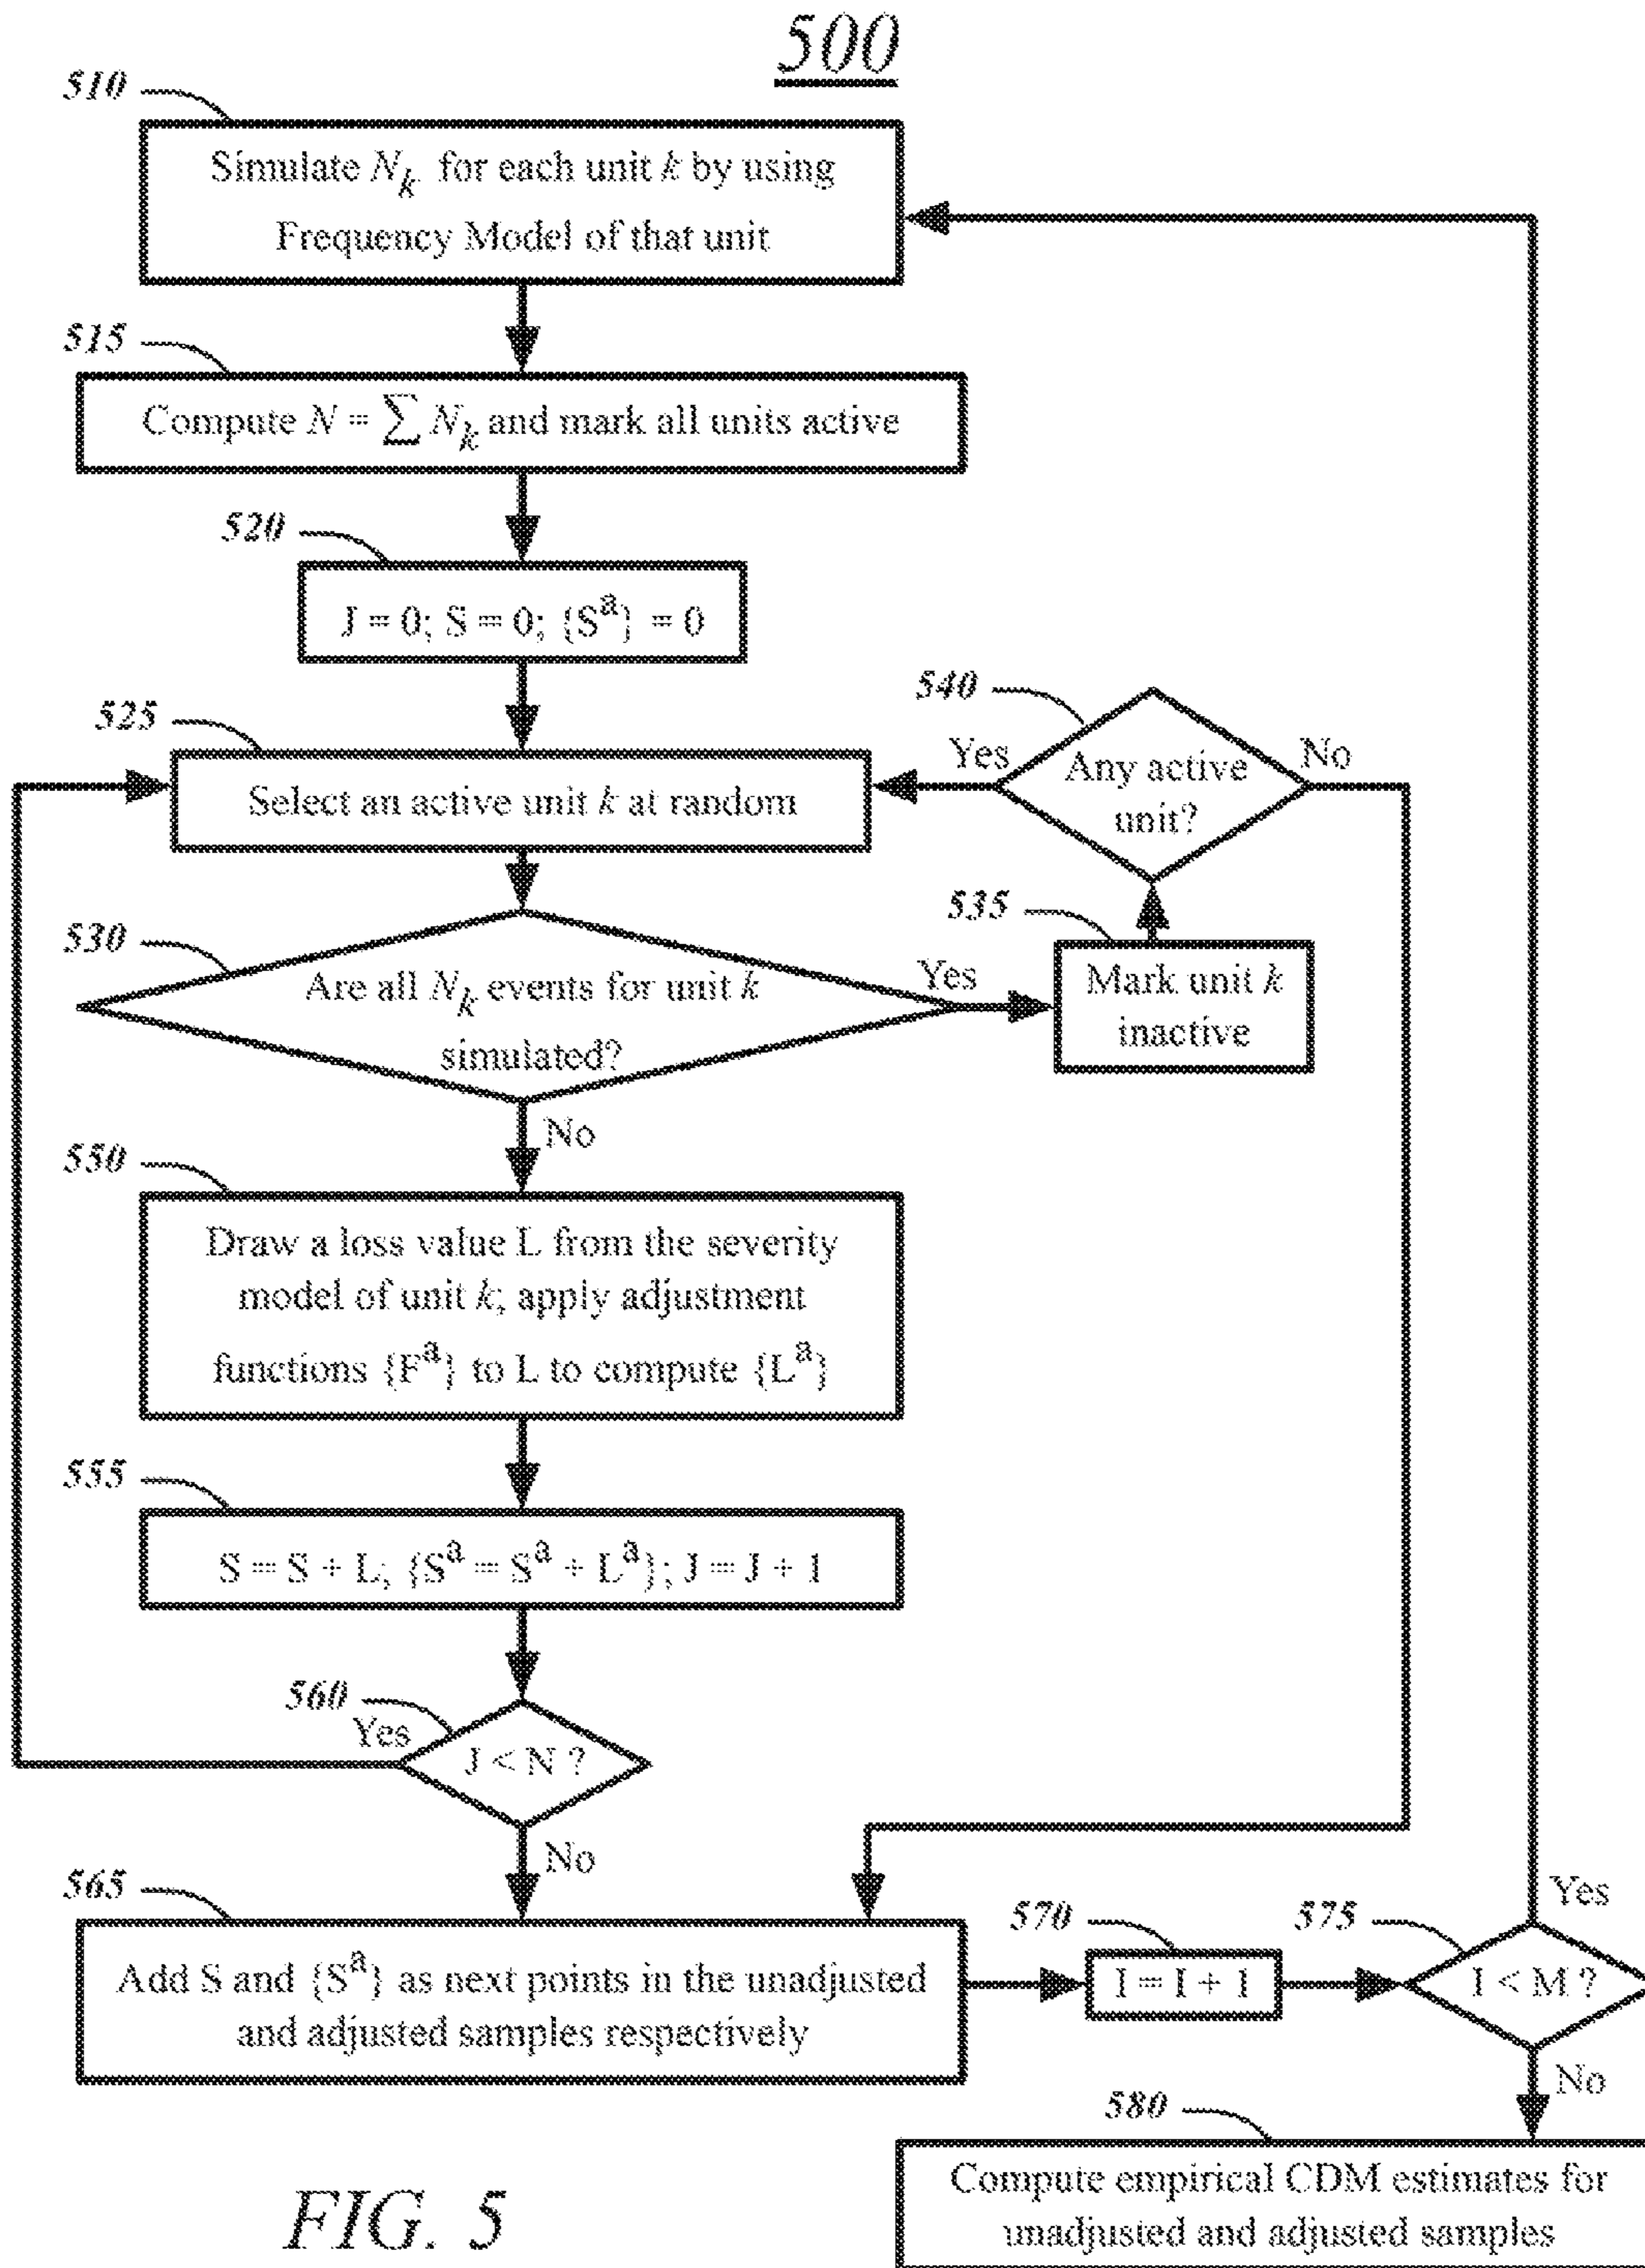 500
510
Simulate N_k for each unit k by using
Frequency Model of that unit
515
Compute N = ∑ N_k and mark all units active
520
J = 0; S = 0; {S^a} = 0
525
Select an active unit k at random
540
Yes
No
Any active
unit?
530
Are all N_k events for unit k
simulated?
Yes
535
Mark unit k
inactive
No
550
Draw a loss value L from the severity
model of unit k; apply adjustment
functions {F^a} to L to compute {L^a}
555
S = S + L; {S^a = S^a + L^a}; J = J + 1
560
Yes
J < N ?
No
565
Add S and {S^a} as next points in the unadjusted
and adjusted samples respectively
570
I = I + 1
575
Yes
I < M ?
No
580
Compute empirical CDM estimates for
unadjusted and adjusted samples
FIG. 5